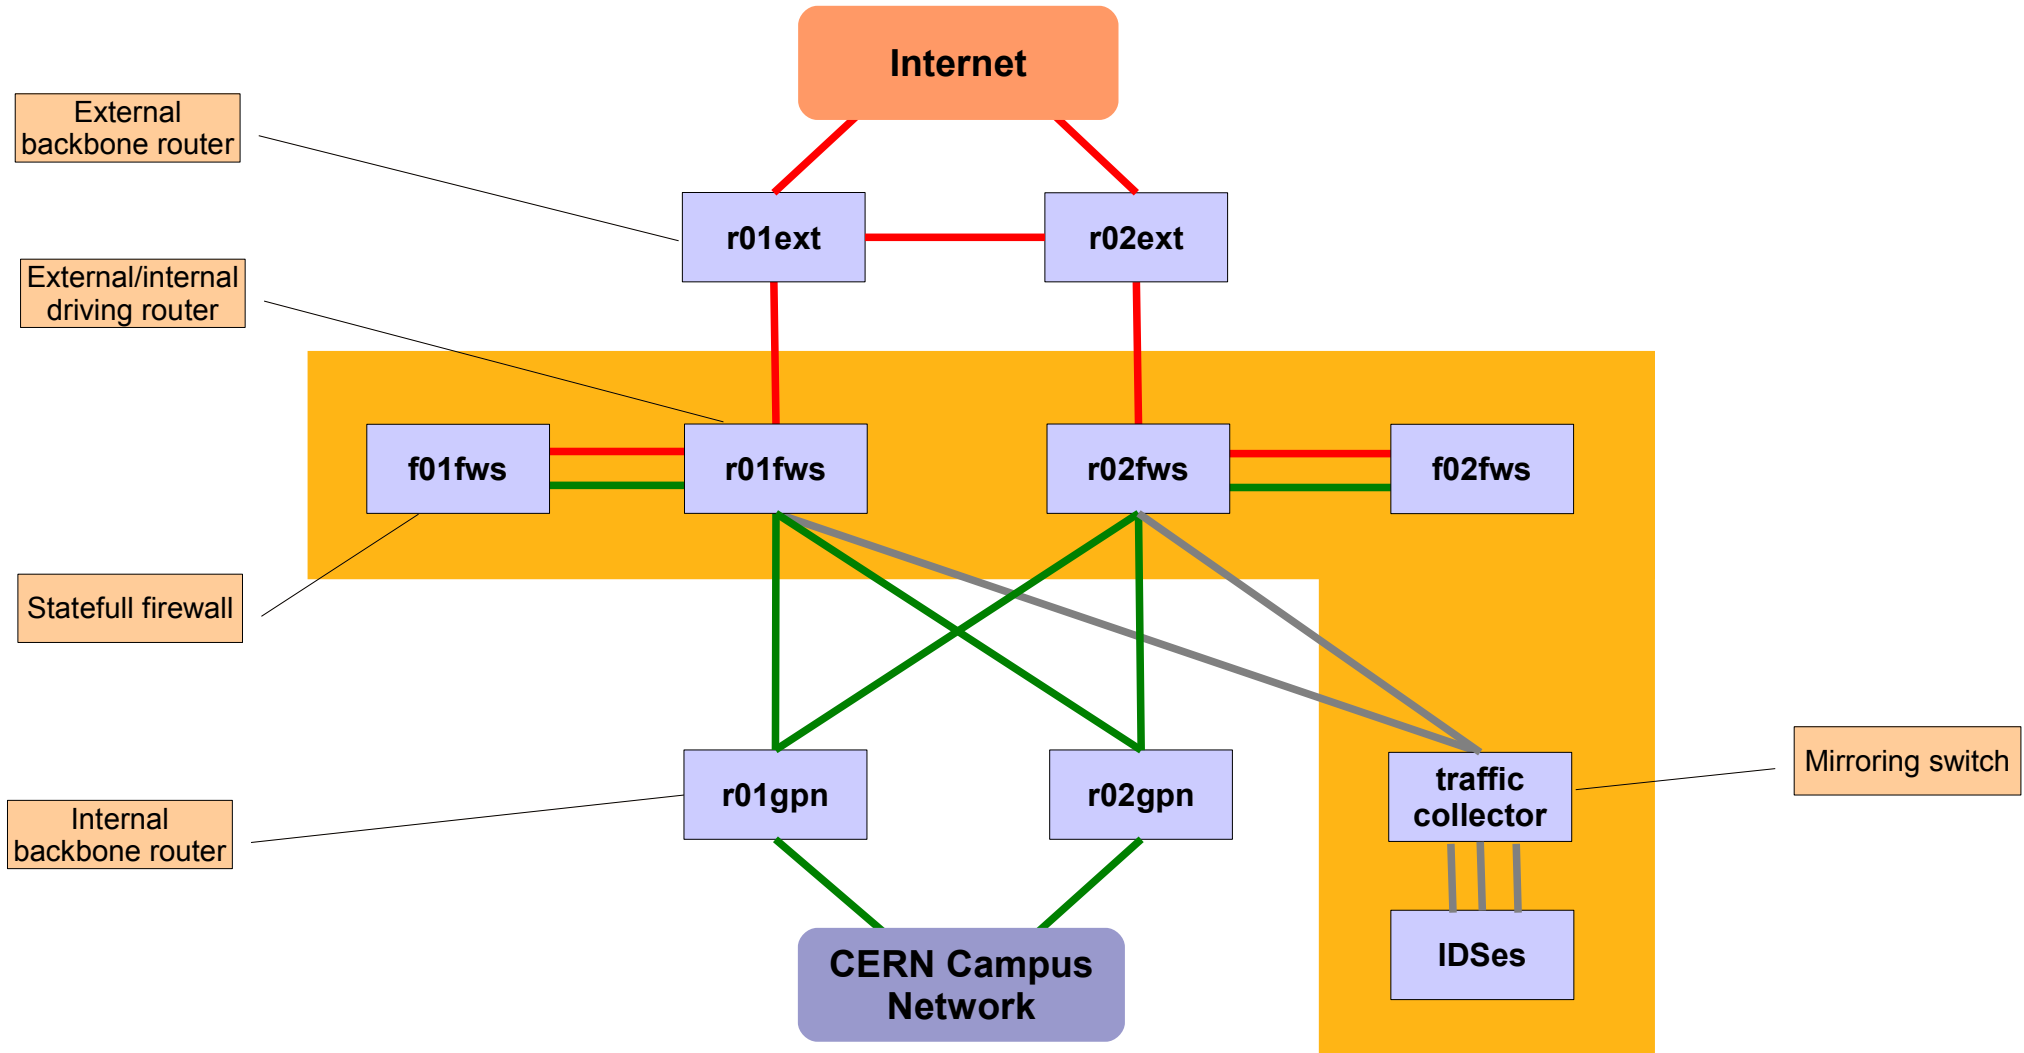 Internet
External
backbone router
r01ext
r02ext
External/internal
driving router
f01fws
r01fws
r02fws
f02fws
Statefull firewall
r01gpn
r02gpn
traffic
collector
Mirroring switch
Internal
backbone router
IDSes
CERN Campus
Network